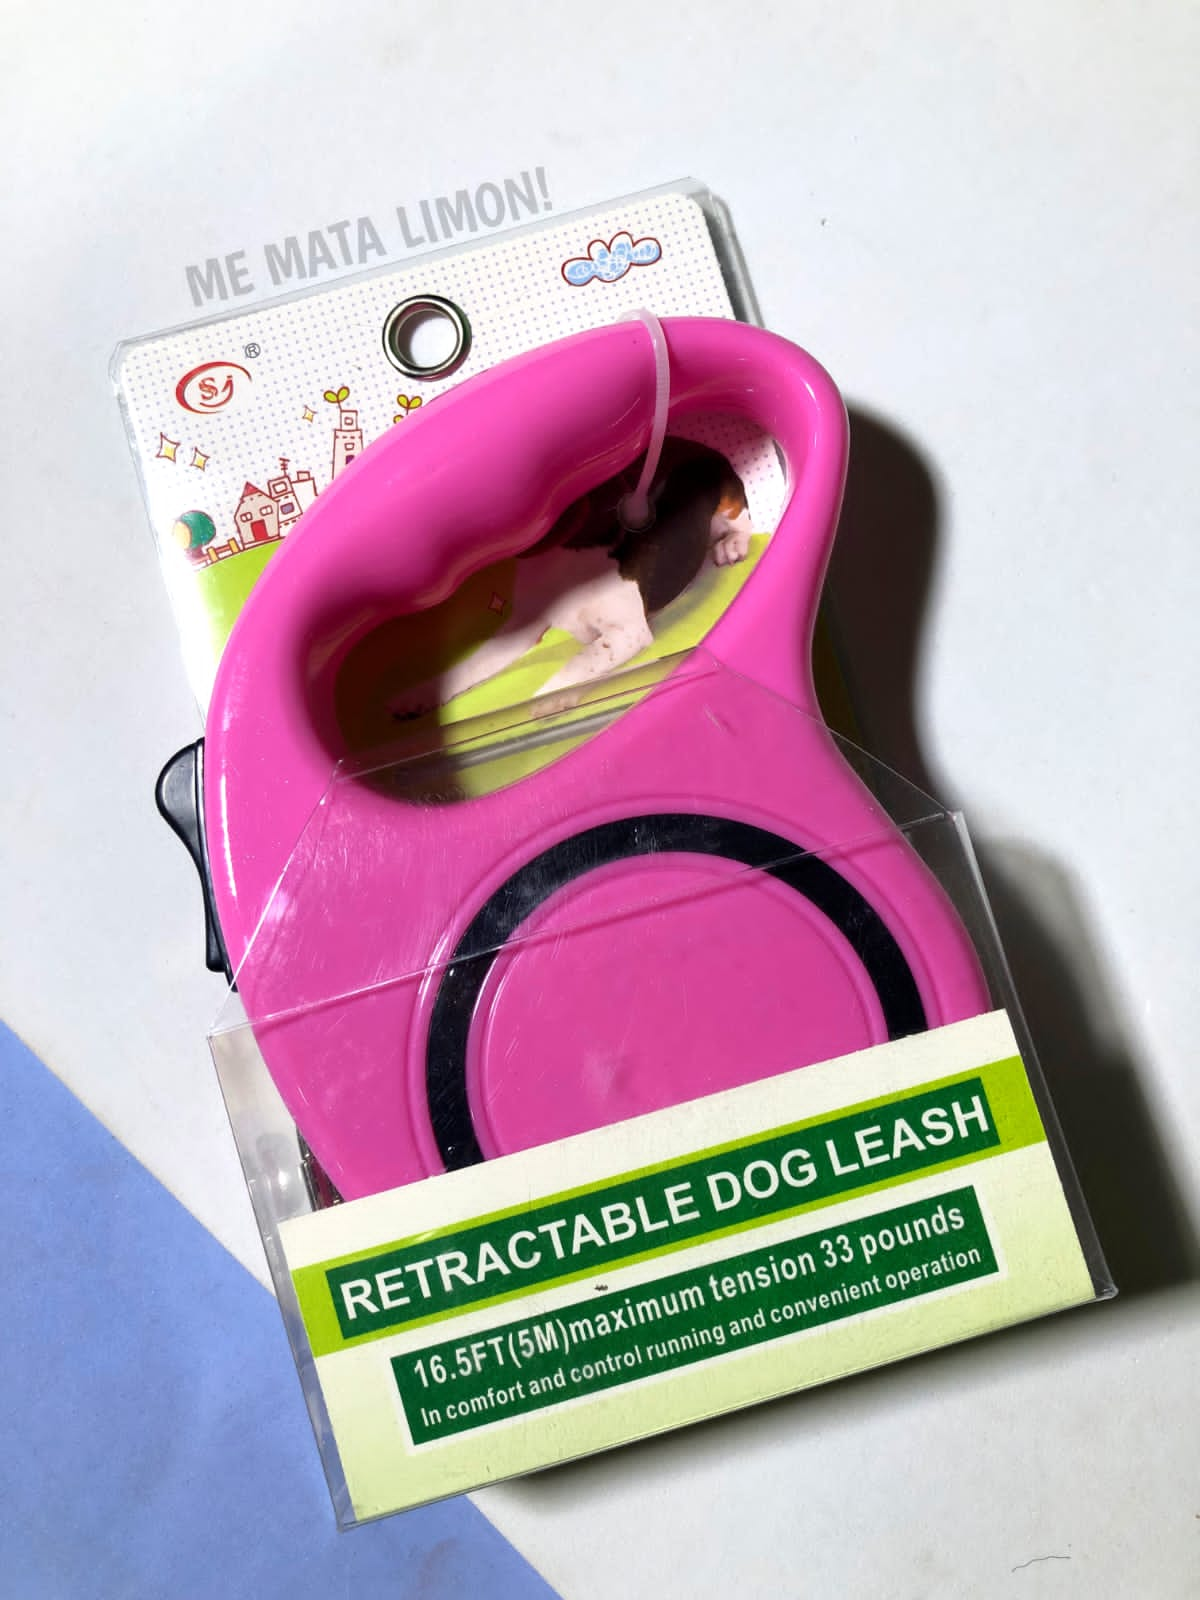 ME MATA LIMON!
®
RETRACTABLE DOG LEASH
16.5FT(5M)maximum tension 33 pounds
In comfort and control running and convenient operation